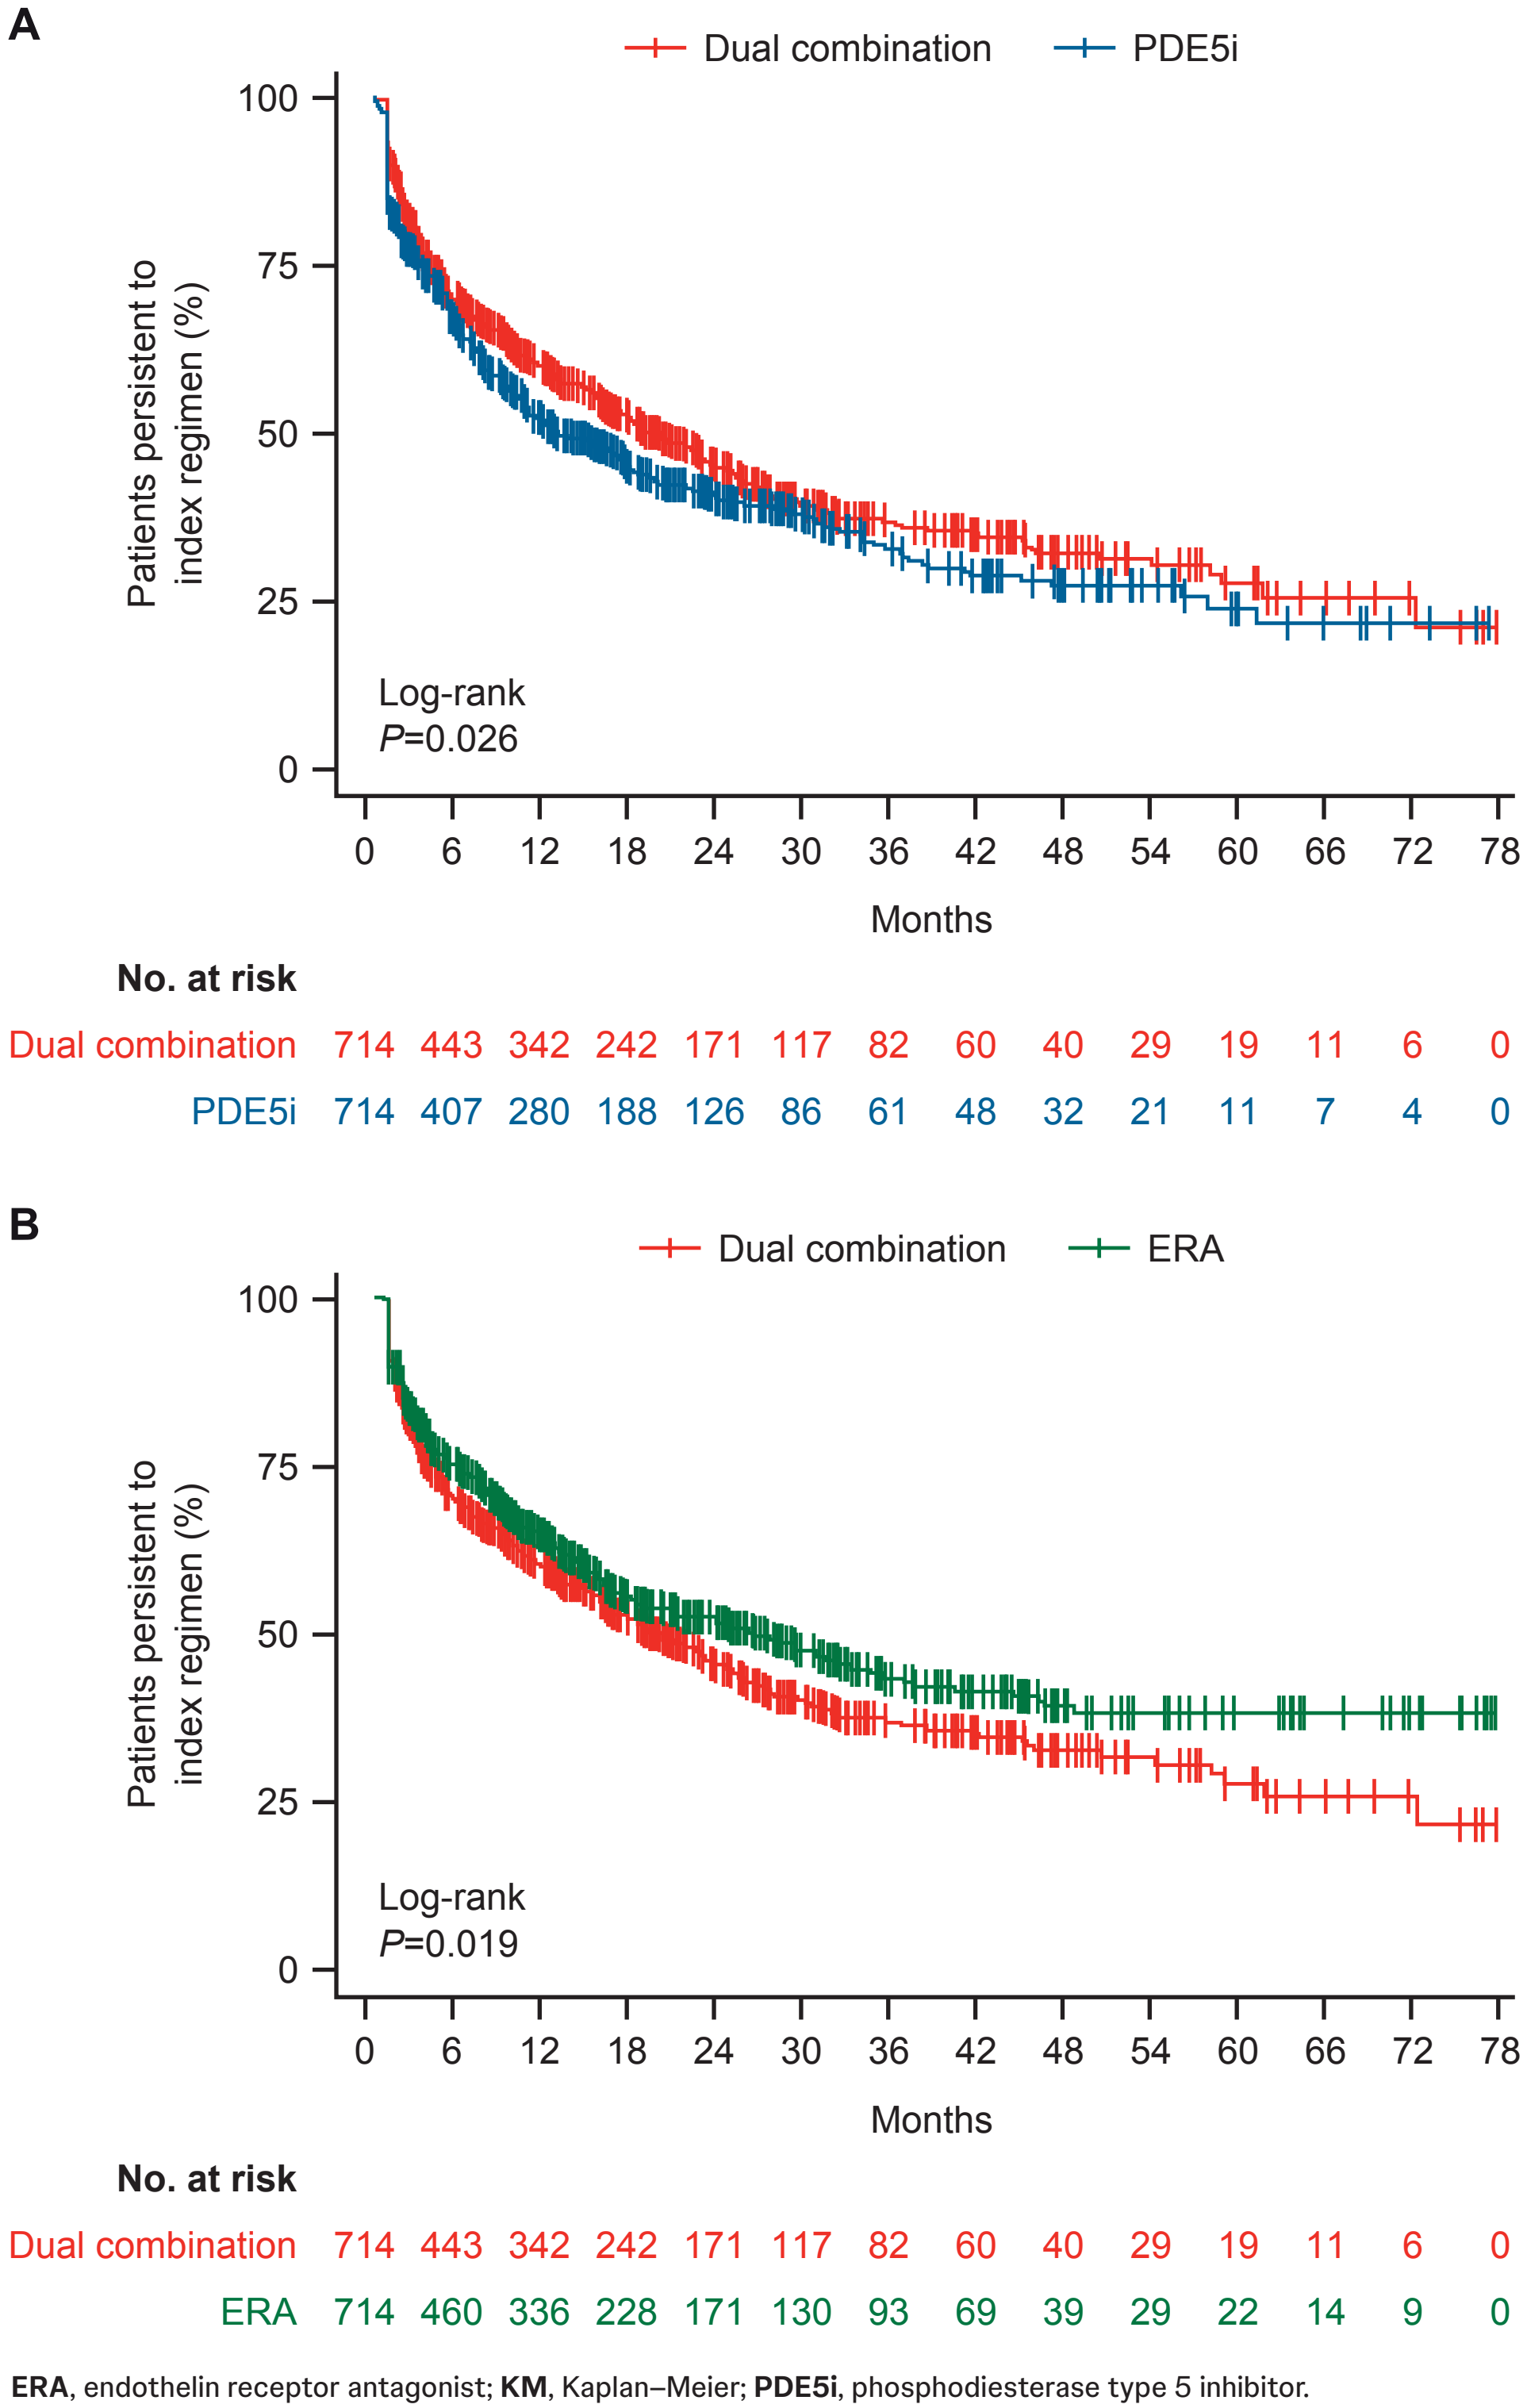 A
Dual combination PDE5i
100
75
50
25
0
Patients persistent to
index regimen (%)
Log-rank
P=0.026
0 6 12 18 24 30 36 42 48 54 60 66 72 78
Months
No. at risk
Dual combination 714 443 342 242 171 117 82 60 40 29 19 11 6 0
PDE5i 714 407 280 188 126 86 61 48 32 21 11 7 4 0
B
Dual combination ERA
100
75
50
25
0
Patients persistent to
index regimen (%)
Log-rank
P=0.019
0 6 12 18 24 30 36 42 48 54 60 66 72 78
Months
No. at risk
Dual combination 714 443 342 242 171 117 82 60 40 29 19 11 6 0
ERA 714 460 336 228 171 130 93 69 39 29 22 14 9 0
ERA, endothelin receptor antagonist; KM, Kaplan–Meier; PDE5i, phosphodiesterase type 5 inhibitor.